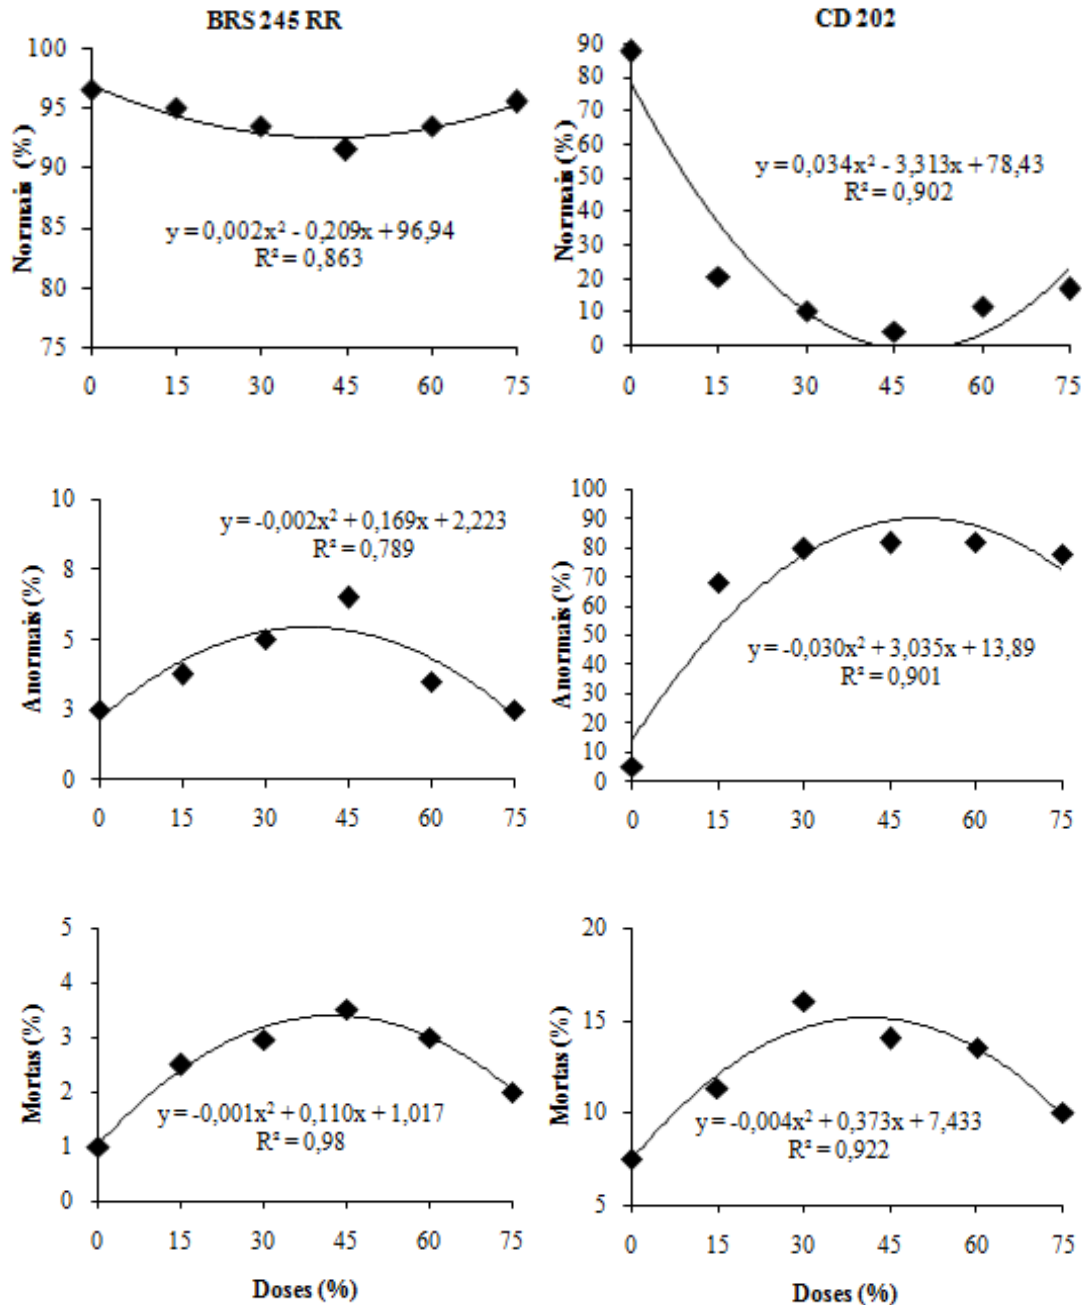 BRS 245 RR
100
95
90
85
80
75
Normais (%)
y = 0,002x² - 0,209x + 96,94
R² = 0,863
0 15 30 45 60 75
CD 202
90
80
70
60
50
40
30
20
10
0
Normais (%)
y = 0,034x² - 3,313x + 78,43
R² = 0,902
0 15 30 45 60 75
10
8
5
3
0
Anormais (%)
y = -0,002x² + 0,169x + 2,223
R² = 0,789
0 15 30 45 60 75
100
90
80
70
60
50
40
30
20
10
0
Anormais (%)
y = -0,030x² + 3,035x + 13,89
R² = 0,901
0 15 30 45 60 75
5
4
3
2
1
0
Mortas (%)
y = -0,001x² + 0,110x + 1,017
R² = 0,98
0 15 30 45 60 75
Doses (%)
20
15
10
5
Mortas (%)
y = -0,004x² + 0,373x + 7,433
R² = 0,922
0 15 30 45 60 75
Doses (%)